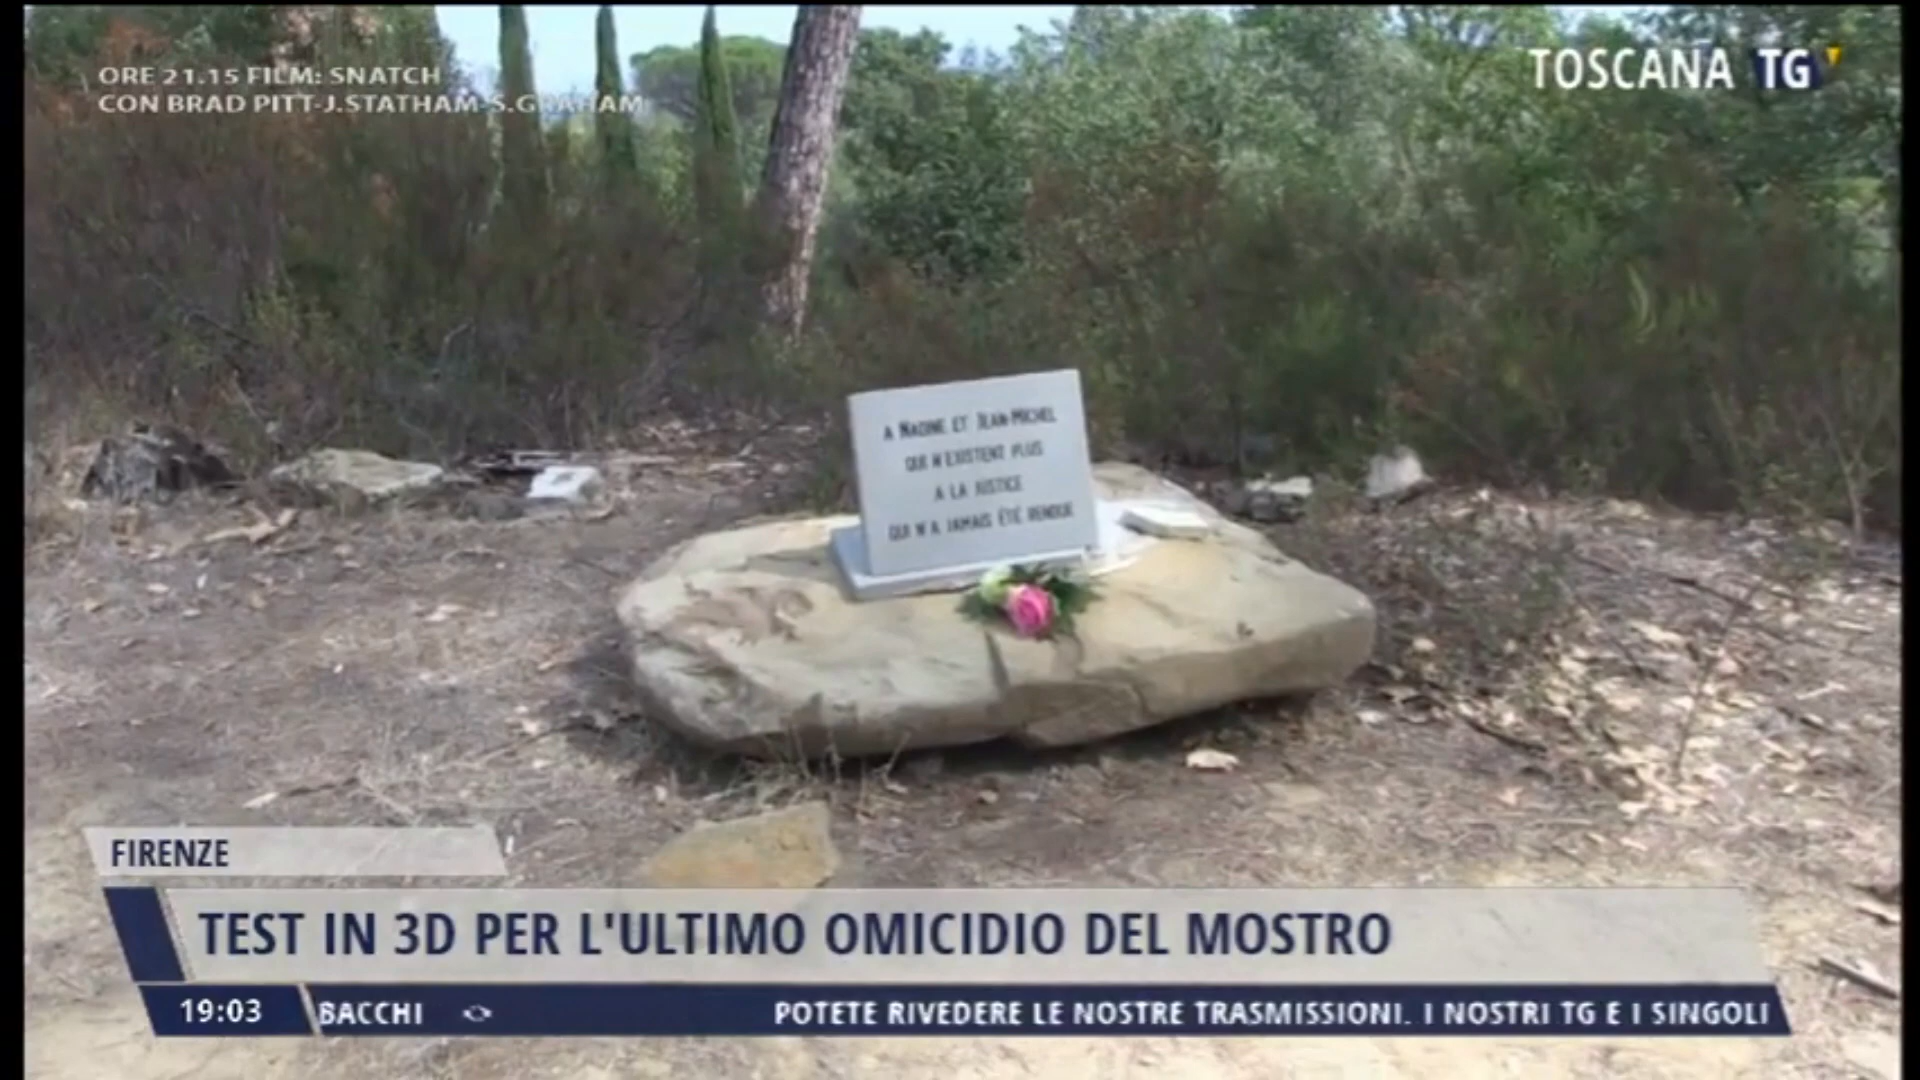 ORE 21.15 FILM: SNATCH
CON BRAD PITT-J.STATHAM-S.GRAHAM
TOSCANA TG
A NADINE ET JEAN-MICHEL
QUI N'EXISTENT PLUS
A LA JUSTICE
QUI N'A JAMAIS ÉTÉ RENDUE
FIRENZE
TEST IN 3D PER L'ULTIMO OMICIDIO DEL MOSTRO
19:03 BACCHI POTETE RIVEDERE LE NOSTRE TRASMISSIONI. I NOSTRI TG E I SINGOLI